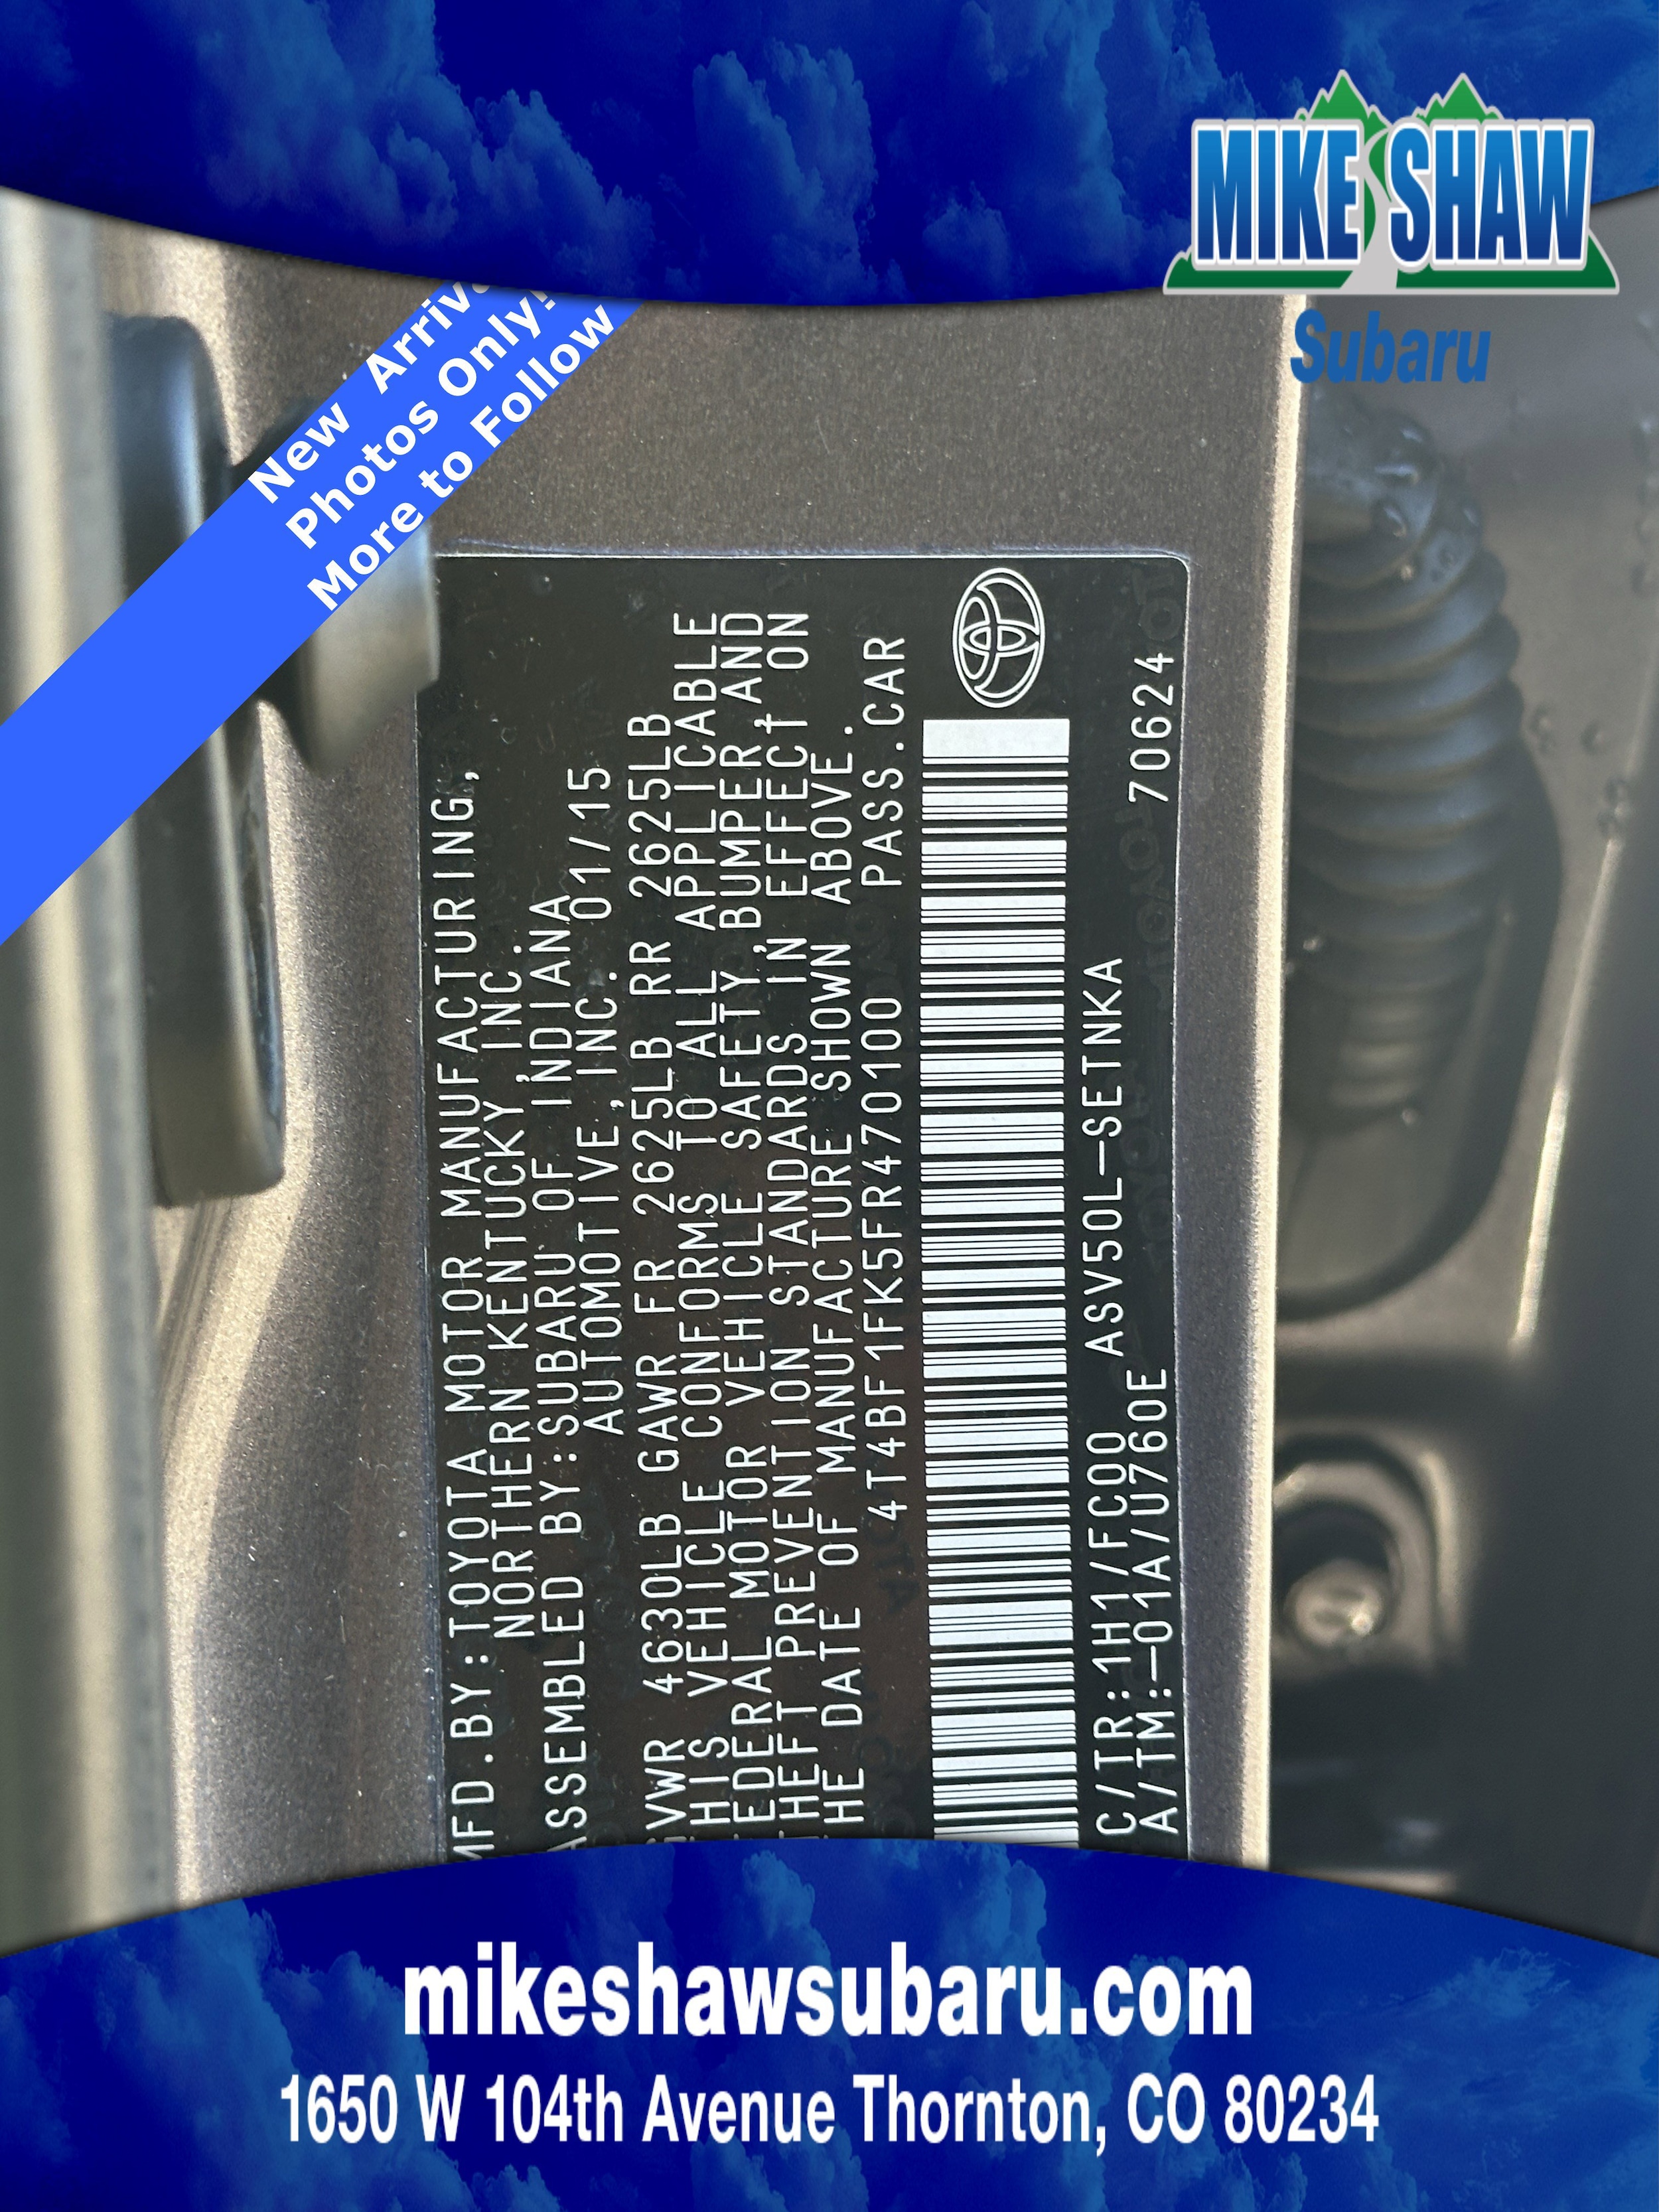 MIKE SHAW
Subaru
New Arriva
Photos Only!
More to Follow
MFD.BY:TOYOTA MOTOR MANUFACTURING,
NORTHERN KENTUCKY,INC.
ASSEMBLED BY:SUBARU OF INDIANA
AUTOMOTIVE,INC. 01/15
GVWR 4630LB GAWR FR 2625LB RR 2625LB
THIS VEHICLE CONFORMS TO ALL APPLICABLE
FEDERAL MOTOR VEHICLE SAFETY,BUMPER,AND
THEFT PREVENTION STANDARDS IN EFFECT ON
THE DATE OF MANUFACTURE SHOWN ABOVE.
4T4BF1FK5FR470100 PASS.CAR
C/TR:1H1/FC00 ASV50L-SETNKA
A/TM:-01A/U760E 70624
mikeshawsubaru.com
1650 W 104th Avenue Thornton, CO 80234